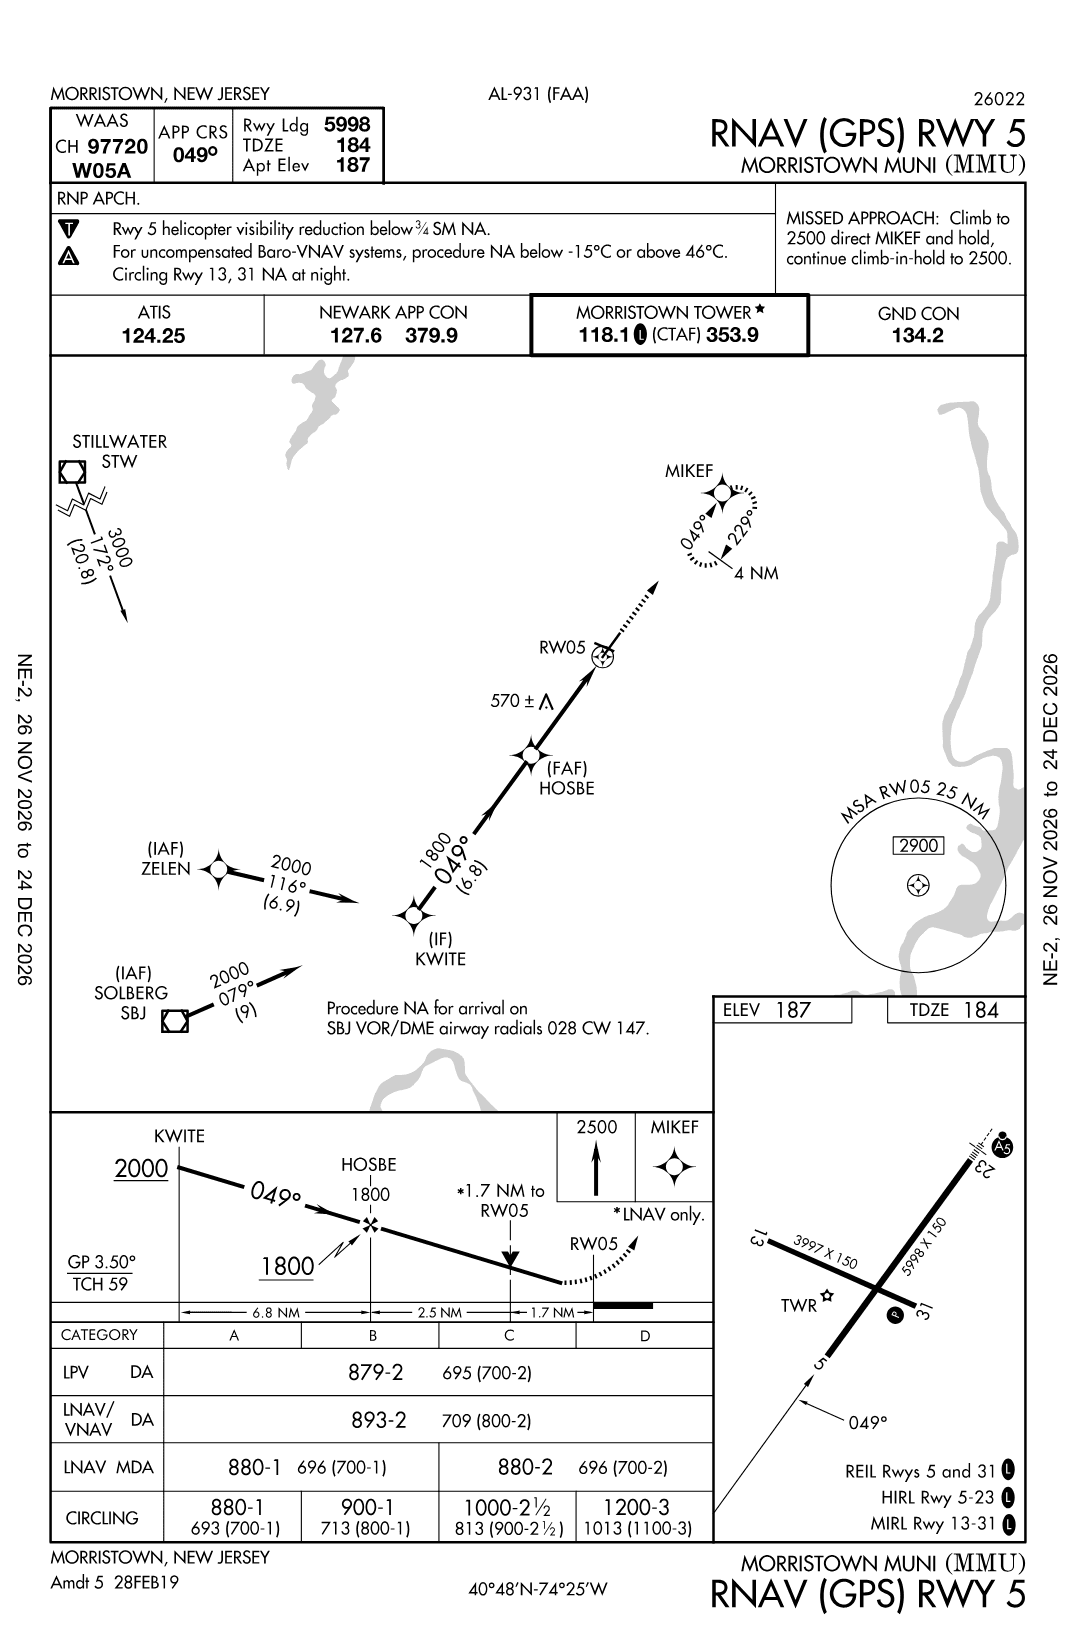 MORRISTOWN, NEW JERSEY
AL-931 (FAA)
26022
WAAS
CH 97720
W05A
APP CRS
049°
Rwy Ldg 5998
TDZE 184
Apt Elev 187
RNAV (GPS) RWY 5
MORRISTOWN MUNI (MMU)
RNP APCH.
T
Rwy 5 helicopter visibility reduction below ¾ SM NA.
A
For uncompensated Baro-VNAV systems, procedure NA below -15°C or above 46°C.
Circling Rwy 13, 31 NA at night.
MISSED APPROACH: Climb to
2500 direct MIKEF and hold,
continue climb-in-hold to 2500.
ATIS
124.25
NEWARK APP CON
127.6 379.9
MORRISTOWN TOWER ★
118.1 L (CTAF) 353.9
GND CON
134.2
STILLWATER
STW
3000
172°
(20.8)
MIKEF
049°
229°
4 NM
RW05
570 ±
(FAF)
HOSBE
1800
049°
(6.8)
(IAF)
ZELEN
2000
116°
(6.9)
(IF)
KWITE
(IAF)
SOLBERG
SBJ
2000
079°
(9)
Procedure NA for arrival on
SBJ VOR/DME airway radials 028 CW 147.
MSA RW05 25 NM
2900
NE-2, 26 NOV 2026 to 24 DEC 2026
NE-2, 26 NOV 2026 to 24 DEC 2026
ELEV 187
TDZE 184
KWITE
2000
049°
HOSBE
1800
1800
*1.7 NM to
RW05
2500
MIKEF
*LNAV only.
RW05
GP 3.50°
TCH 59
6.8 NM
2.5 NM
1.7 NM
CATEGORY A B C D
LPV DA 879-2 695 (700-2)
LNAV/
VNAV DA 893-2 709 (800-2)
LNAV MDA 880-1 696 (700-1) 880-2 696 (700-2)
CIRCLING
880-1
693 (700-1)
900-1
713 (800-1)
1000-2½
813 (900-2½)
1200-3
1013 (1100-3)
A5
23
13
3997 X 150
5998 X 150
TWR
P
31
5
049°
REIL Rwys 5 and 31 L
HIRL Rwy 5-23 L
MIRL Rwy 13-31 L
MORRISTOWN, NEW JERSEY
Amdt 5 28FEB19
40°48'N-74°25'W
MORRISTOWN MUNI (MMU)
RNAV (GPS) RWY 5